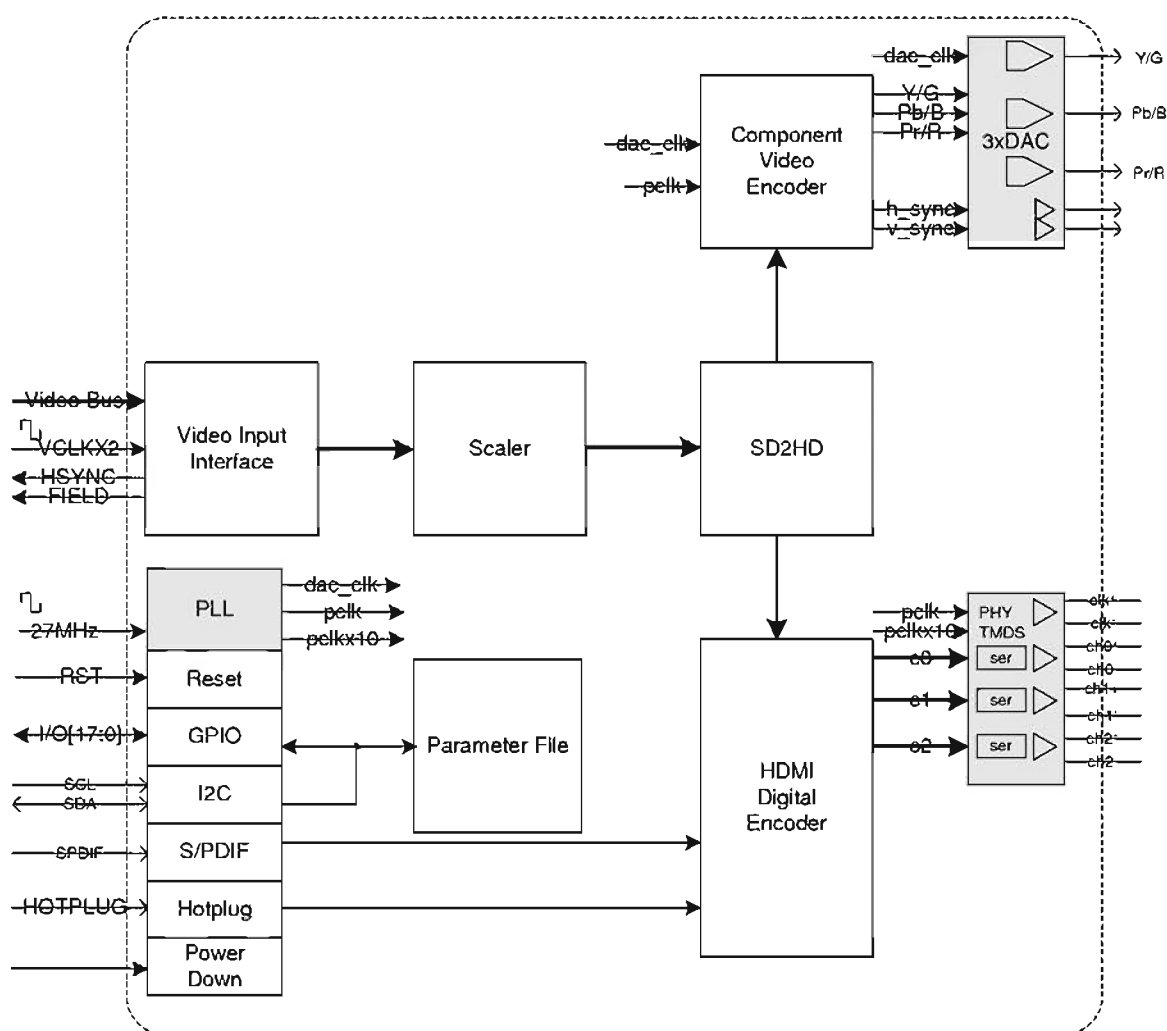 dac_clk
Y/G
Pb/B
Pr/R
h_sync
v_sync
3xDAC
Y/G
Pb/B
Pr/R
dac_clk
pclk
Component
Video
Encoder
Video Bus
VCLKX2
HSYNC
FIELD
Video Input
Interface
Scaler
SD2HD
27MHz
RST
I/O[17:0]
SCL
SDA
SPDIF
HOTPLUG
PLL
Reset
GPIO
I2C
S/PDIF
Hotplug
Power
Down
dac_clk
pclk
pclkx10
Parameter File
HDMI
Digital
Encoder
pclk
pclkx10
c0
c1
c2
PHY
TMDS
ser
ser
ser
clk+
clk-
ch0+
ch0-
ch1+
ch1-
ch2+
ch2-